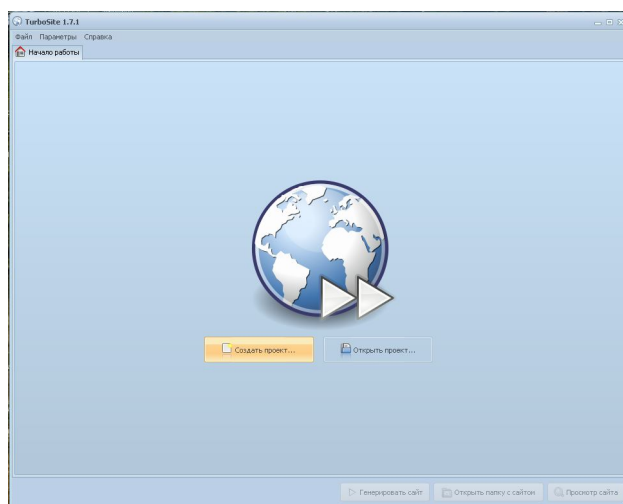 TurboSite 1.7.1
Файл Параметры Справка
Начало работы
Создать проект... Открыть проект...
Генерировать сайт Открыть папку с сайтом Просмотр сайта